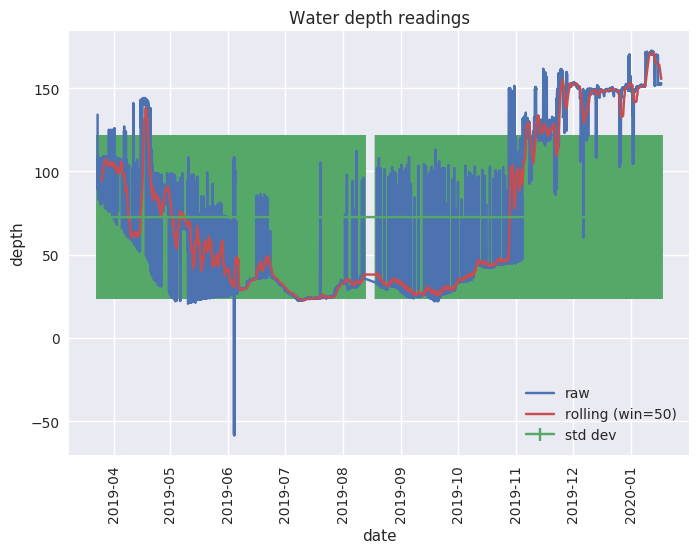 Water depth readings
depth
150
100
50
0
−50
raw
rolling (win=50)
std dev
2019-04
2019-05
2019-06
2019-07
2019-08
2019-09
2019-10
2019-11
2019-12
2020-01
date